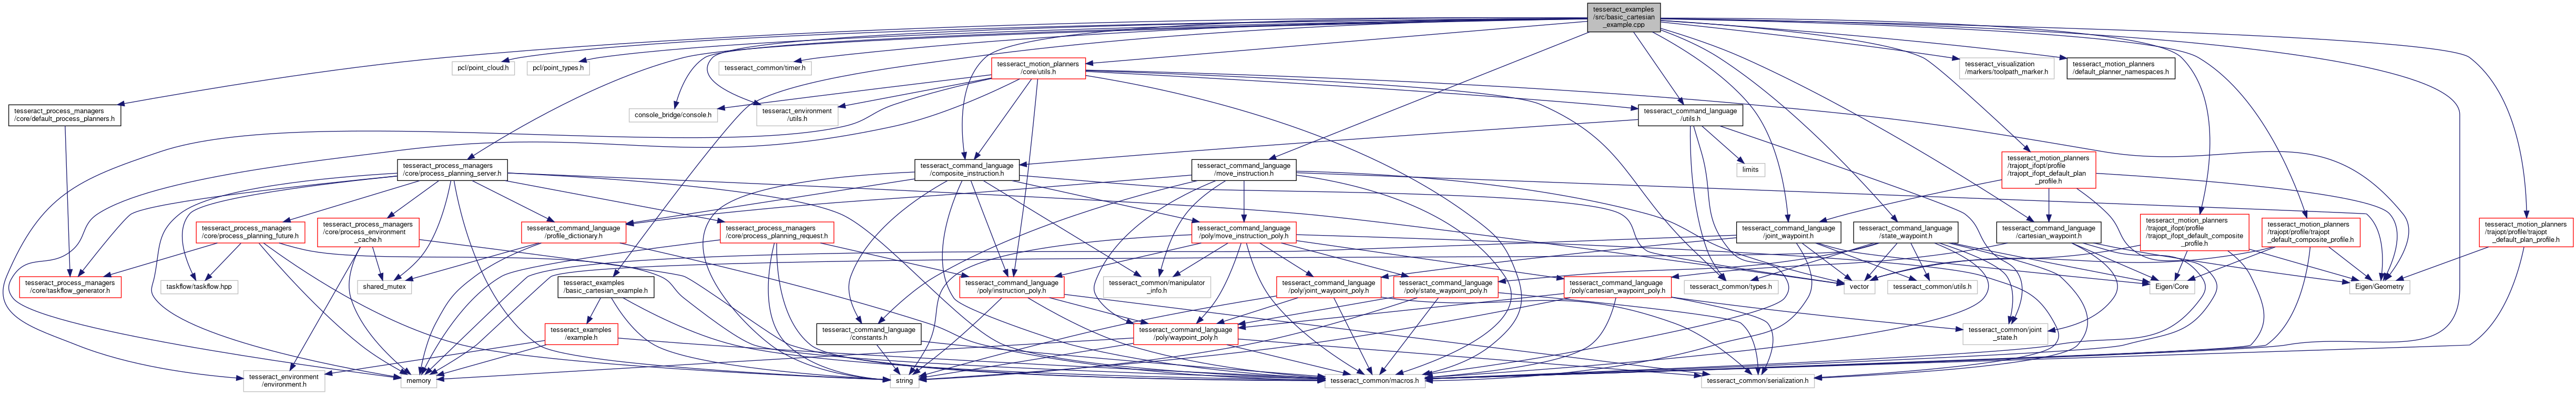 tesseract_examples
/src/basic_cartesian
_example.cpp
pcl/point_cloud.h
pcl/point_types.h
tesseract_common/timer.h
tesseract_motion_planners
/core/utils.h
tesseract_visualization
/markers/toolpath_marker.h
tesseract_motion_planners
/default_planner_namespaces.h
tesseract_process_managers
/core/default_process_planners.h
console_bridge/console.h
tesseract_environment
/utils.h
tesseract_command_language
/utils.h
tesseract_process_managers
/core/process_planning_server.h
tesseract_command_language
/composite_instruction.h
tesseract_command_language
/move_instruction.h
limits
tesseract_motion_planners
/trajopt_ifopt/profile
/trajopt_ifopt_default_plan
_profile.h
tesseract_process_managers
/core/process_planning_future.h
tesseract_process_managers
/core/process_environment
_cache.h
tesseract_command_language
/profile_dictionary.h
tesseract_process_managers
/core/process_planning_request.h
tesseract_command_language
/poly/move_instruction_poly.h
tesseract_command_language
/joint_waypoint.h
tesseract_command_language
/state_waypoint.h
tesseract_command_language
/cartesian_waypoint.h
tesseract_motion_planners
/trajopt_ifopt/profile
/trajopt_ifopt_default_composite
_profile.h
tesseract_motion_planners
/trajopt/profile/trajopt
_default_composite_profile.h
tesseract_motion_planners
/trajopt/profile/trajopt
_default_plan_profile.h
tesseract_process_managers
/core/taskflow_generator.h
taskflow/taskflow.hpp
shared_mutex
tesseract_examples
/basic_cartesian_example.h
tesseract_command_language
/poly/instruction_poly.h
tesseract_common/manipulator
_info.h
tesseract_command_language
/poly/joint_waypoint_poly.h
tesseract_command_language
/poly/state_waypoint_poly.h
tesseract_command_language
/poly/cartesian_waypoint_poly.h
tesseract_common/types.h
vector
tesseract_common/utils.h
Eigen/Core
Eigen/Geometry
tesseract_examples
/example.h
tesseract_command_language
/constants.h
tesseract_command_language
/poly/waypoint_poly.h
tesseract_common/joint
_state.h
tesseract_environment
/environment.h
memory
string
tesseract_common/macros.h
tesseract_common/serialization.h